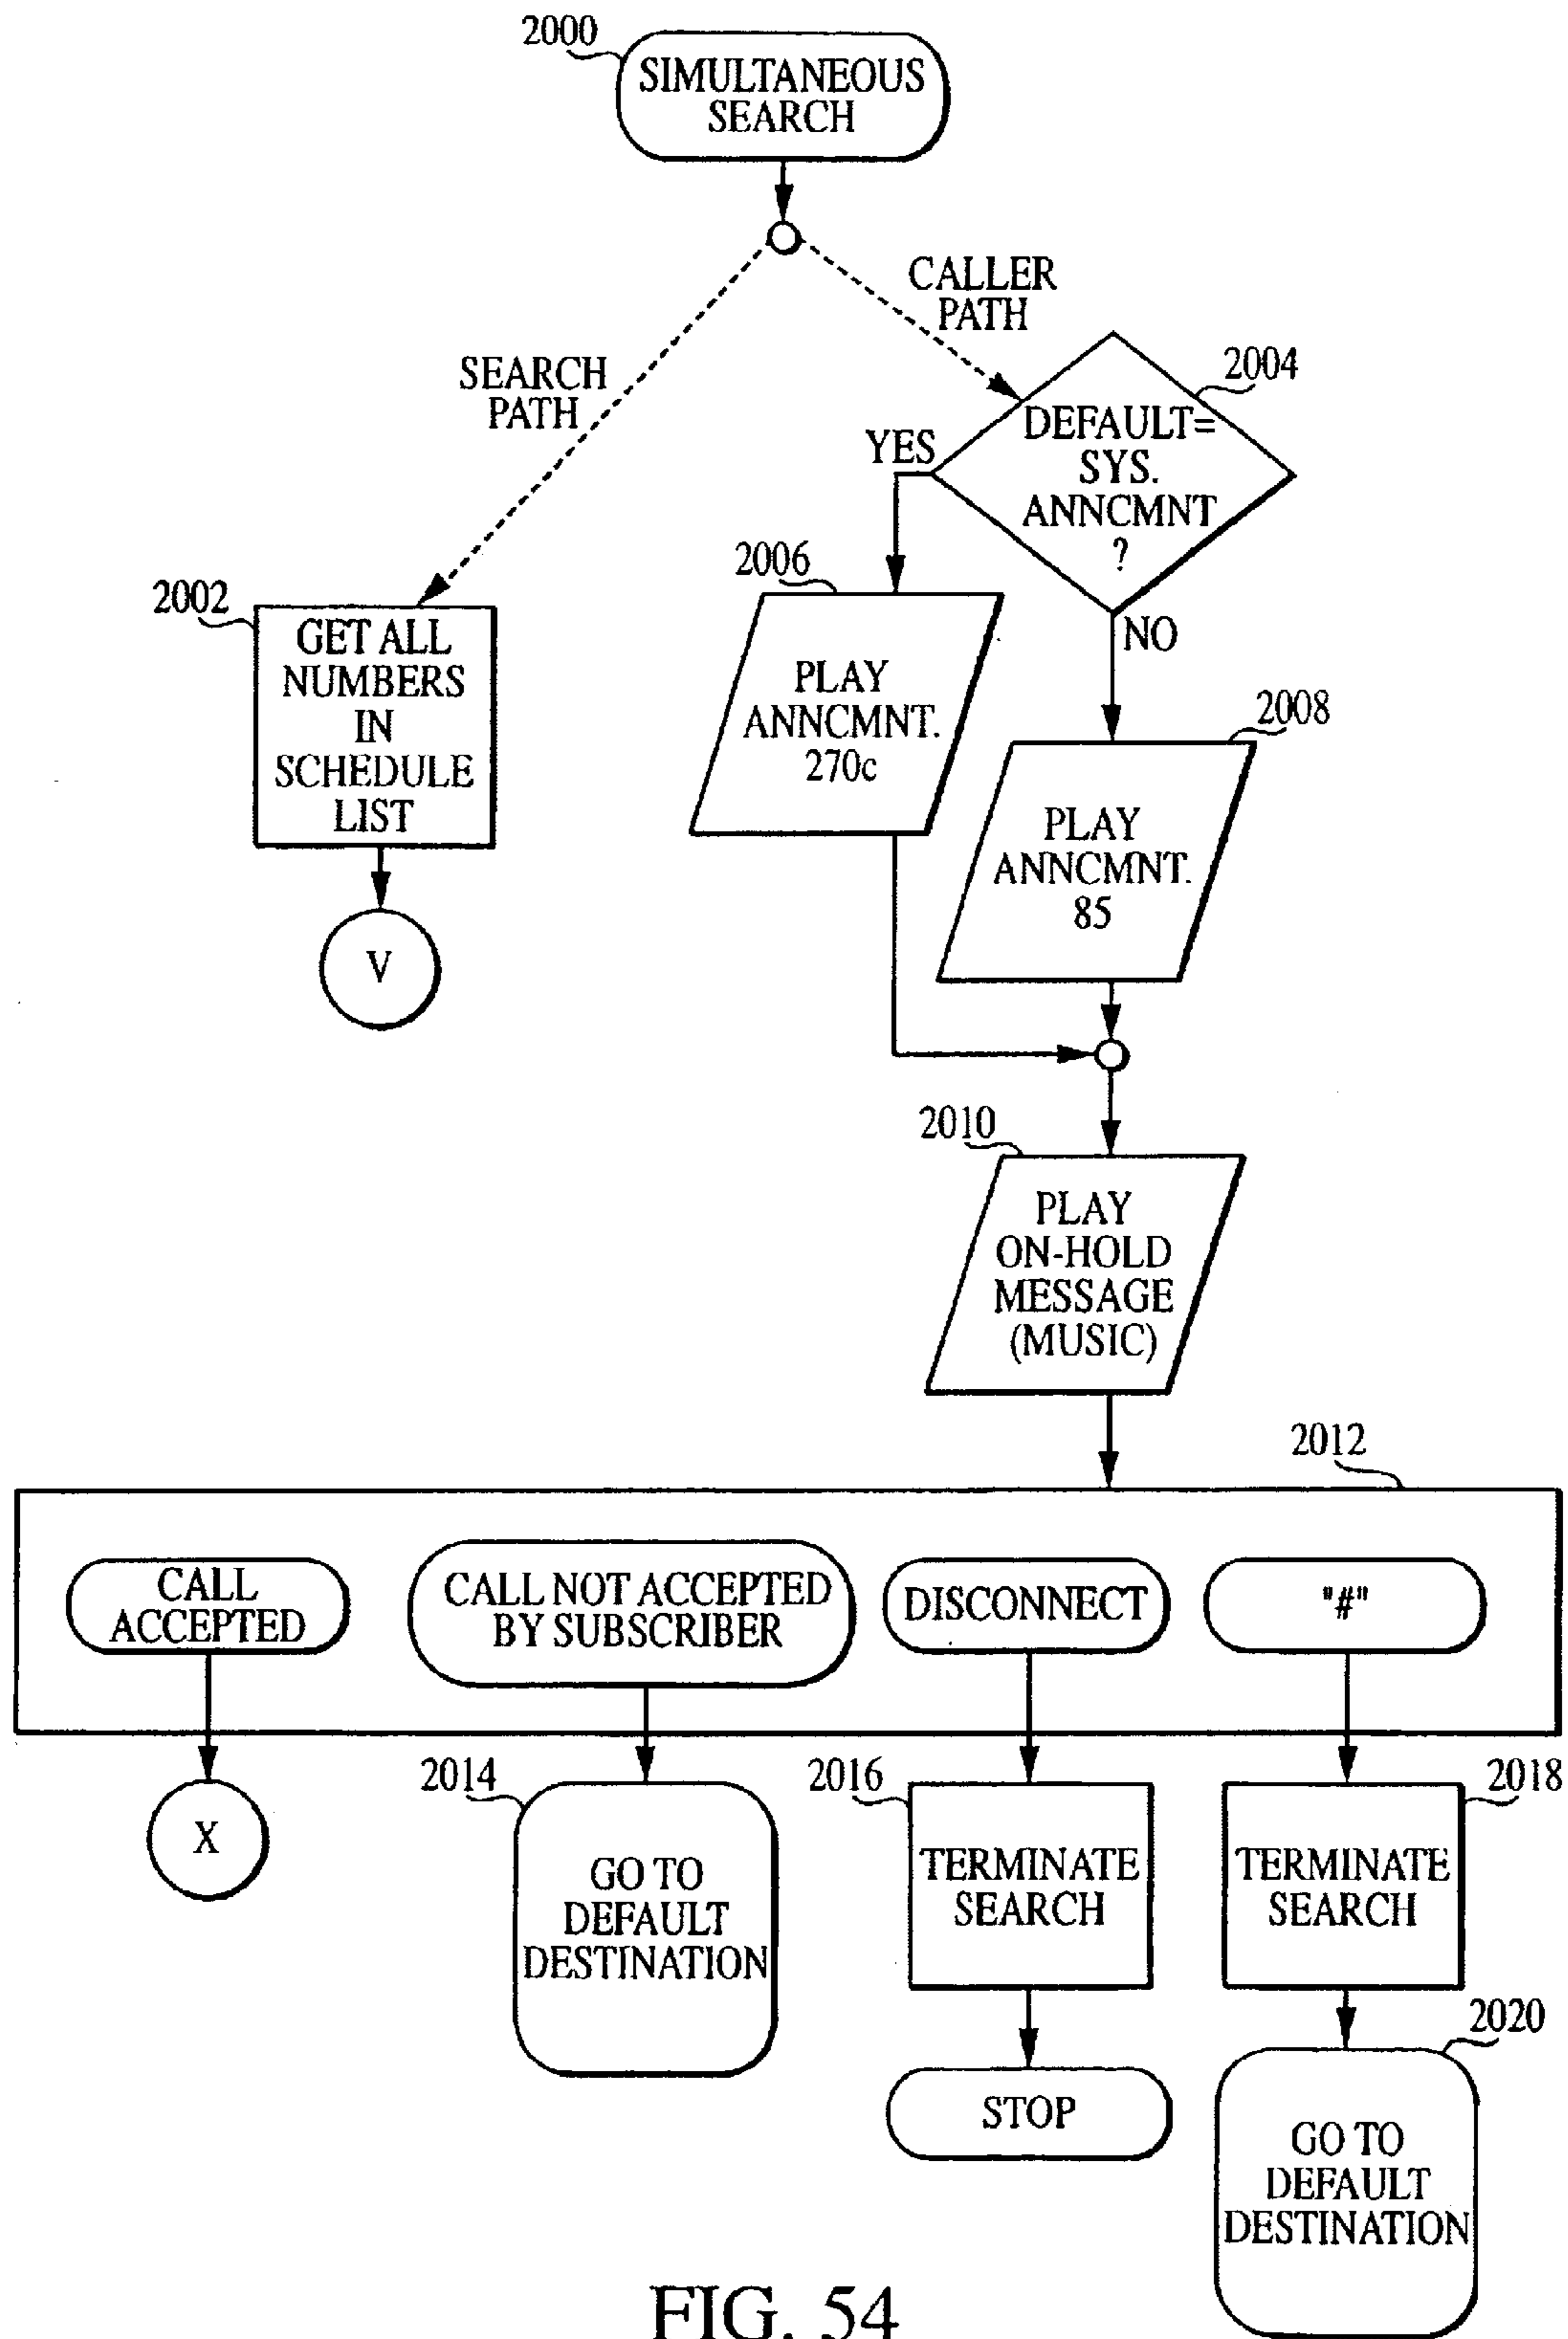 2000
SIMULTANEOUS
SEARCH
CALLER
PATH
SEARCH
PATH
2004
DEFAULT=
SYS.
ANNCMNT
?
YES
NO
2002
GET ALL
NUMBERS
IN
SCHEDULE
LIST
V
2006
PLAY
ANNCMNT.
270c
2008
PLAY
ANNCMNT.
85
2010
PLAY
ON-HOLD
MESSAGE
(MUSIC)
2012
CALL
ACCEPTED
CALL NOT ACCEPTED
BY SUBSCRIBER
DISCONNECT
"#"
X
2014
GO TO
DEFAULT
DESTINATION
2016
TERMINATE
SEARCH
STOP
2018
TERMINATE
SEARCH
2020
GO TO
DEFAULT
DESTINATION
FIG. 54